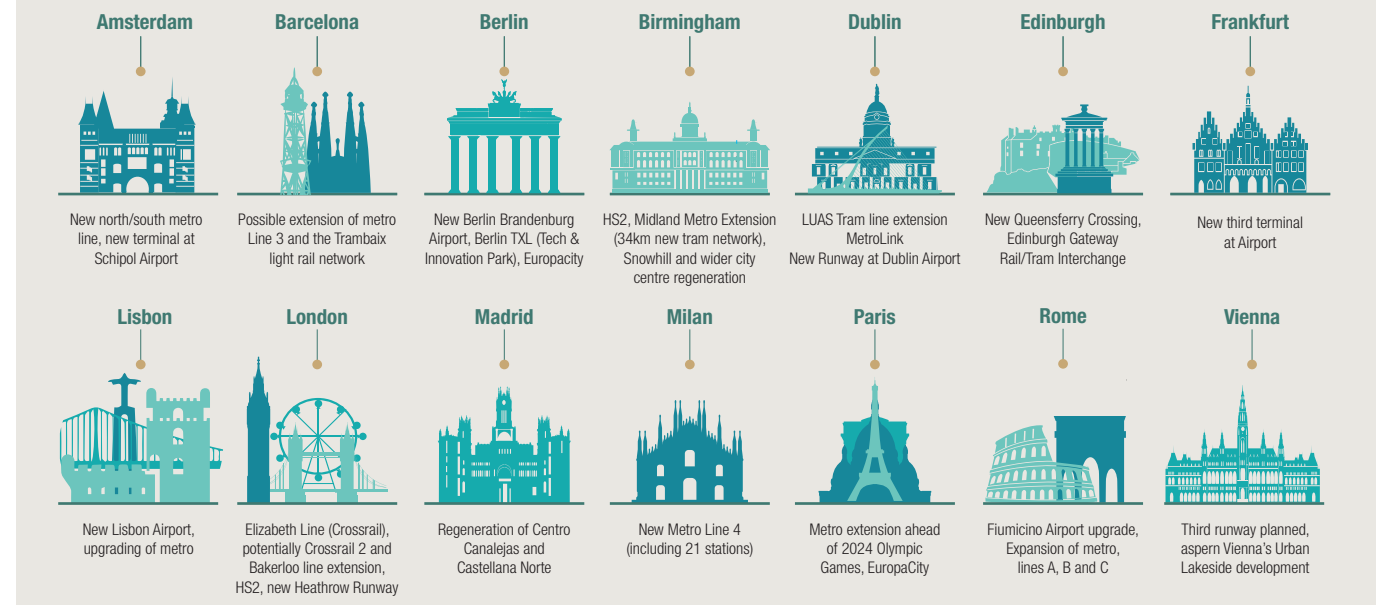 Amsterdam
New north/south metro
line, new terminal at
Schipol Airport
Barcelona
Possible extension of metro
Line 3 and the Trambaix
light rail network
Berlin
New Berlin Brandenburg
Airport, Berlin TXL (Tech &
Innovation Park), Europacity
Birmingham
HS2, Midland Metro Extension
(34km new tram network),
Snowhill and wider city
centre regeneration
Dublin
LUAS Tram line extension
MetroLink
New Runway at Dublin Airport
Edinburgh
New Queensferry Crossing,
Edinburgh Gateway
Rail/Tram Interchange
Frankfurt
New third terminal
at Airport
Lisbon
New Lisbon Airport,
upgrading of metro
London
Elizabeth Line (Crossrail),
potentially Crossrail 2 and
Bakerloo line extension,
HS2, new Heathrow Runway
Madrid
Regeneration of Centro
Canalejas and
Castellana Norte
Milan
New Metro Line 4
(including 21 stations)
Paris
Metro extension ahead
of 2024 Olympic
Games, EuropaCity
Rome
Fiumicino Airport upgrade,
Expansion of metro,
lines A, B and C
Vienna
Third runway planned,
aspern Vienna's Urban
Lakeside development